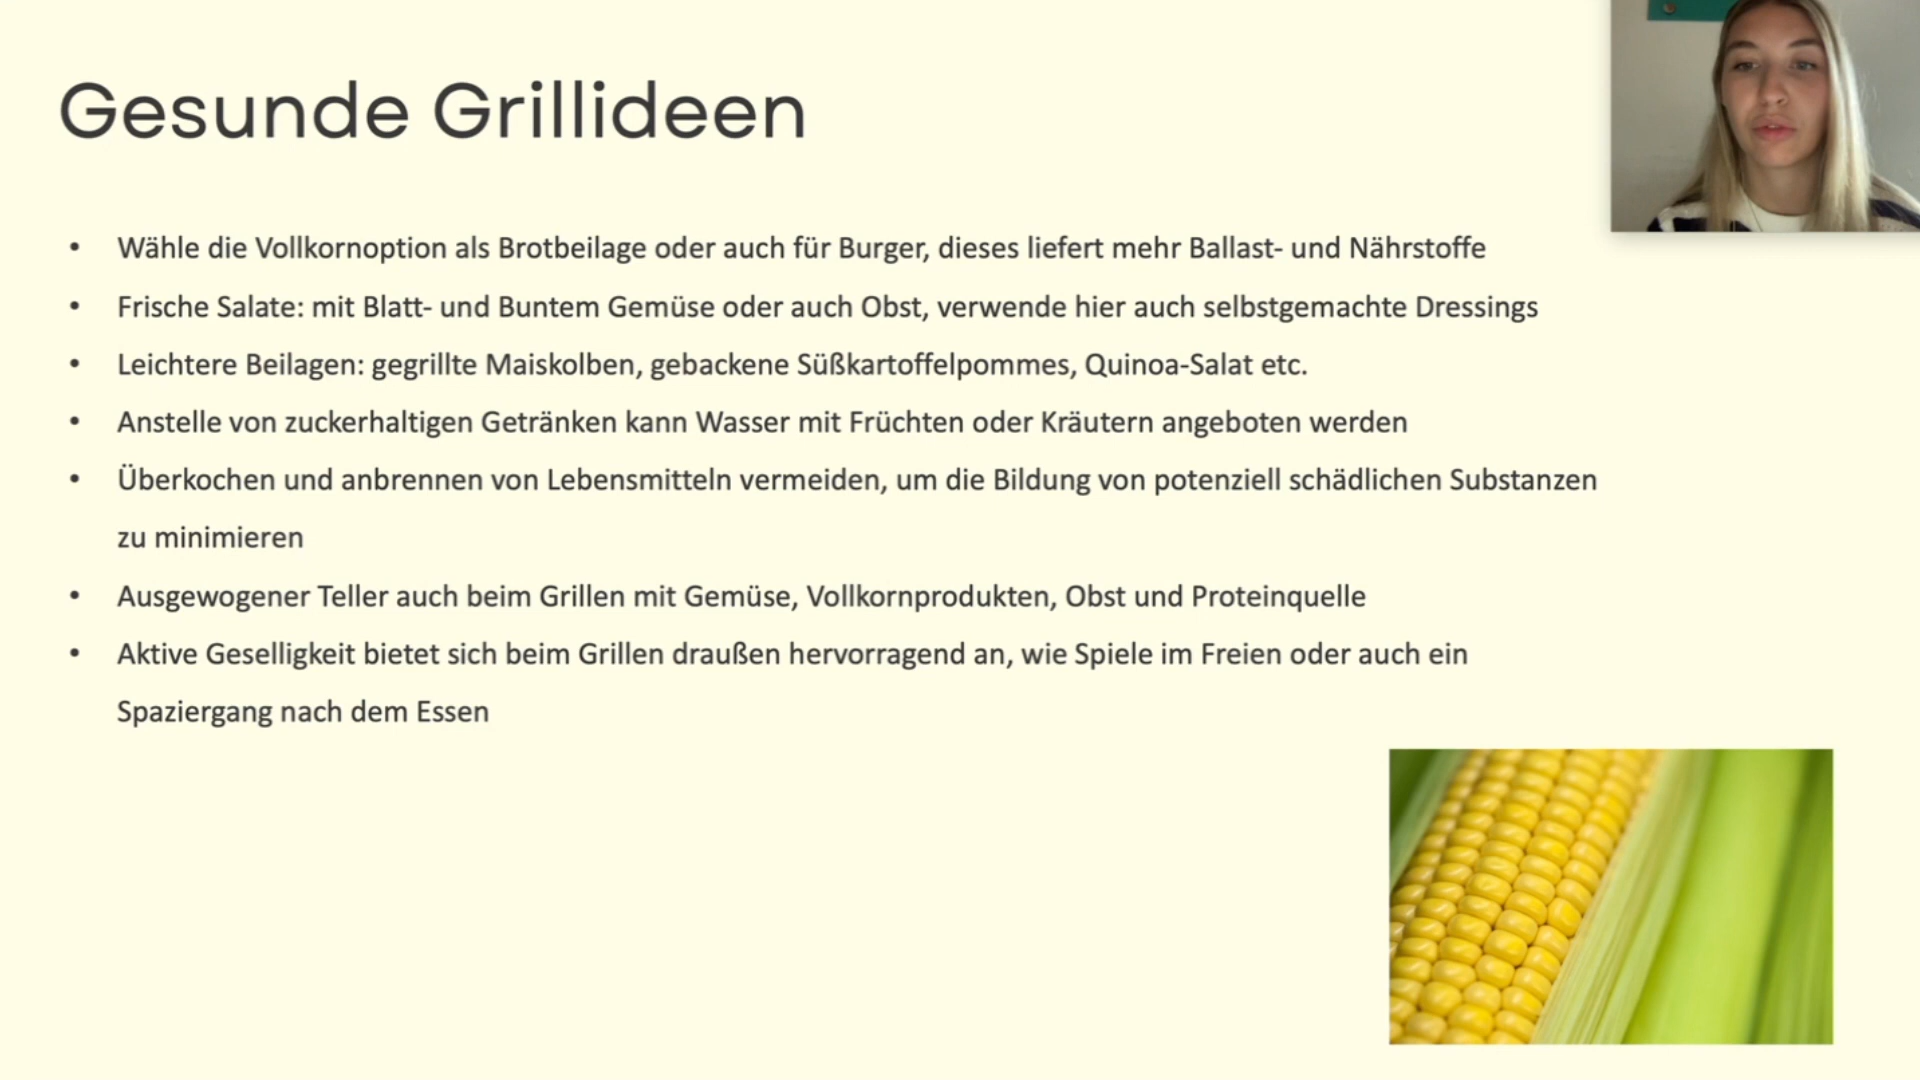 Gesunde Grillideen
• Wähle die Vollkornoption als Brotbeilage oder auch für Burger, dieses liefert mehr Ballast- und Nährstoffe
• Frische Salate: mit Blatt- und Buntem Gemüse oder auch Obst, verwende hier auch selbstgemachte Dressings
• Leichtere Beilagen: gegrillte Maiskolben, gebackene Süßkartoffelpommes, Quinoa-Salat etc.
• Anstelle von zuckerhaltigen Getränken kann Wasser mit Früchten oder Kräutern angeboten werden
• Überkochen und anbrennen von Lebensmitteln vermeiden, um die Bildung von potenziell schädlichen Substanzen
zu minimieren
• Ausgewogener Teller auch beim Grillen mit Gemüse, Vollkornprodukten, Obst und Proteinquelle
• Aktive Geselligkeit bietet sich beim Grillen draußen hervorragend an, wie Spiele im Freien oder auch ein
Spaziergang nach dem Essen